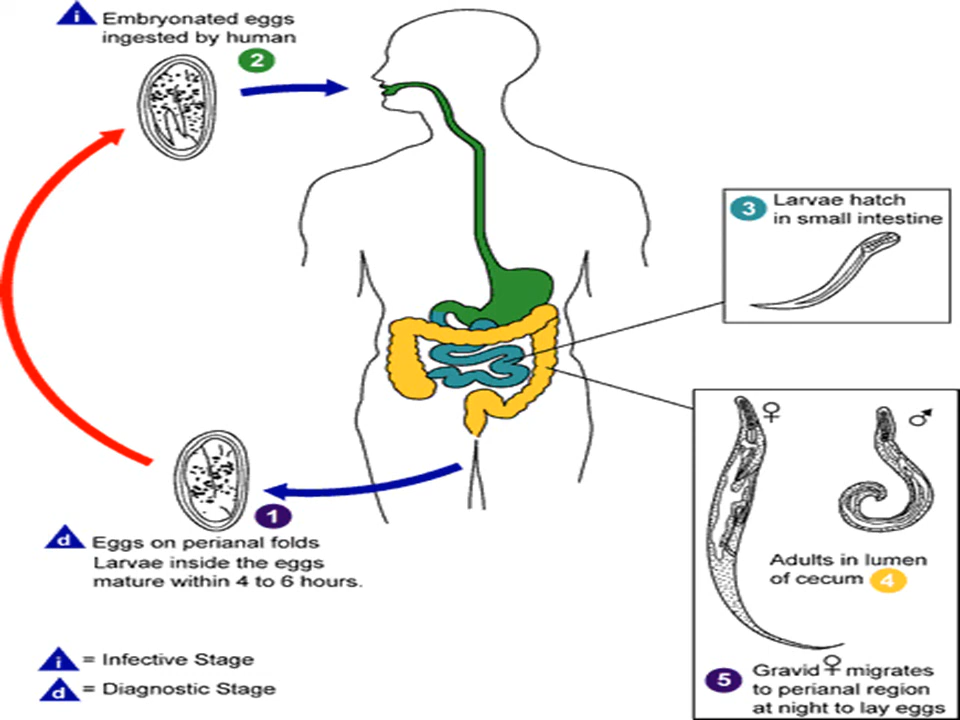 i Embryonated eggs
ingested by human
2
3 Larvae hatch
in small intestine
1
d Eggs on perianal folds
Larvae inside the eggs
mature within 4 to 6 hours.
♀ ♂
Adults in lumen
of cecum 4
5 Gravid ♀ migrates
to perianal region
at night to lay eggs
i = Infective Stage
d = Diagnostic Stage